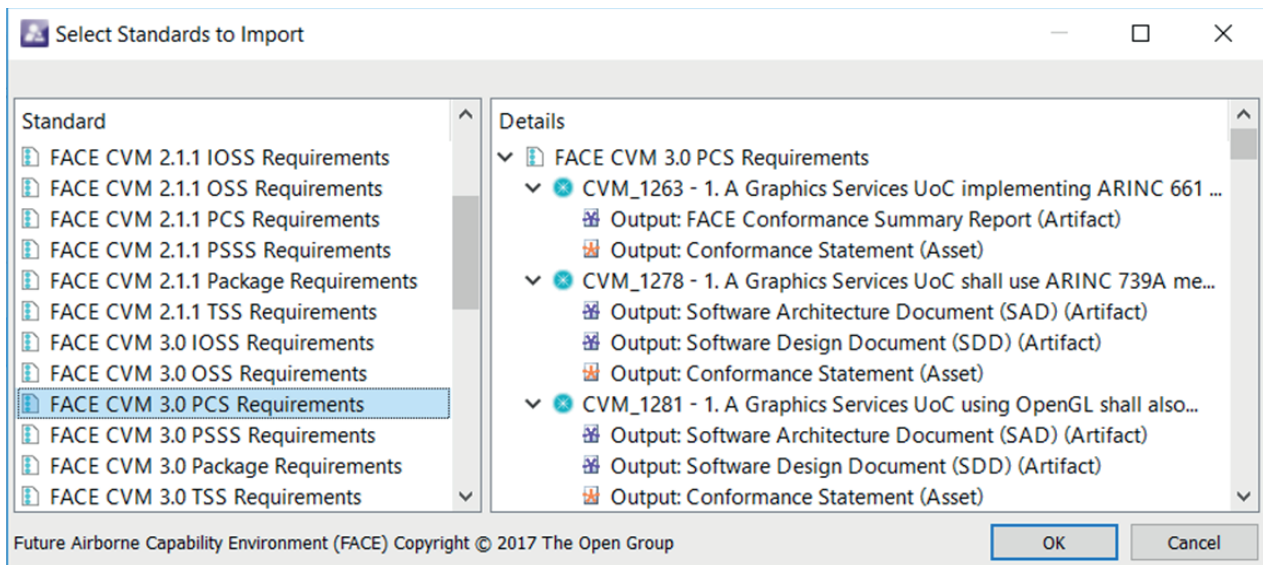 Select Standards to Import
Standard
FACE CVM 2.1.1 IOSS Requirements
FACE CVM 2.1.1 OSS Requirements
FACE CVM 2.1.1 PCS Requirements
FACE CVM 2.1.1 PSSS Requirements
FACE CVM 2.1.1 Package Requirements
FACE CVM 2.1.1 TSS Requirements
FACE CVM 3.0 IOSS Requirements
FACE CVM 3.0 OSS Requirements
FACE CVM 3.0 PCS Requirements
FACE CVM 3.0 PSSS Requirements
FACE CVM 3.0 Package Requirements
FACE CVM 3.0 TSS Requirements
Details
FACE CVM 3.0 PCS Requirements
CVM_1263 - 1. A Graphics Services UoC implementing ARINC 661 ...
Output: FACE Conformance Summary Report (Artifact)
Output: Conformance Statement (Asset)
CVM_1278 - 1. A Graphics Services UoC shall use ARINC 739A me...
Output: Software Architecture Document (SAD) (Artifact)
Output: Software Design Document (SDD) (Artifact)
Output: Conformance Statement (Asset)
CVM_1281 - 1. A Graphics Services UoC using OpenGL shall also...
Output: Software Architecture Document (SAD) (Artifact)
Output: Software Design Document (SDD) (Artifact)
Output: Conformance Statement (Asset)
Future Airborne Capability Environment (FACE) Copyright © 2017 The Open Group
OK
Cancel